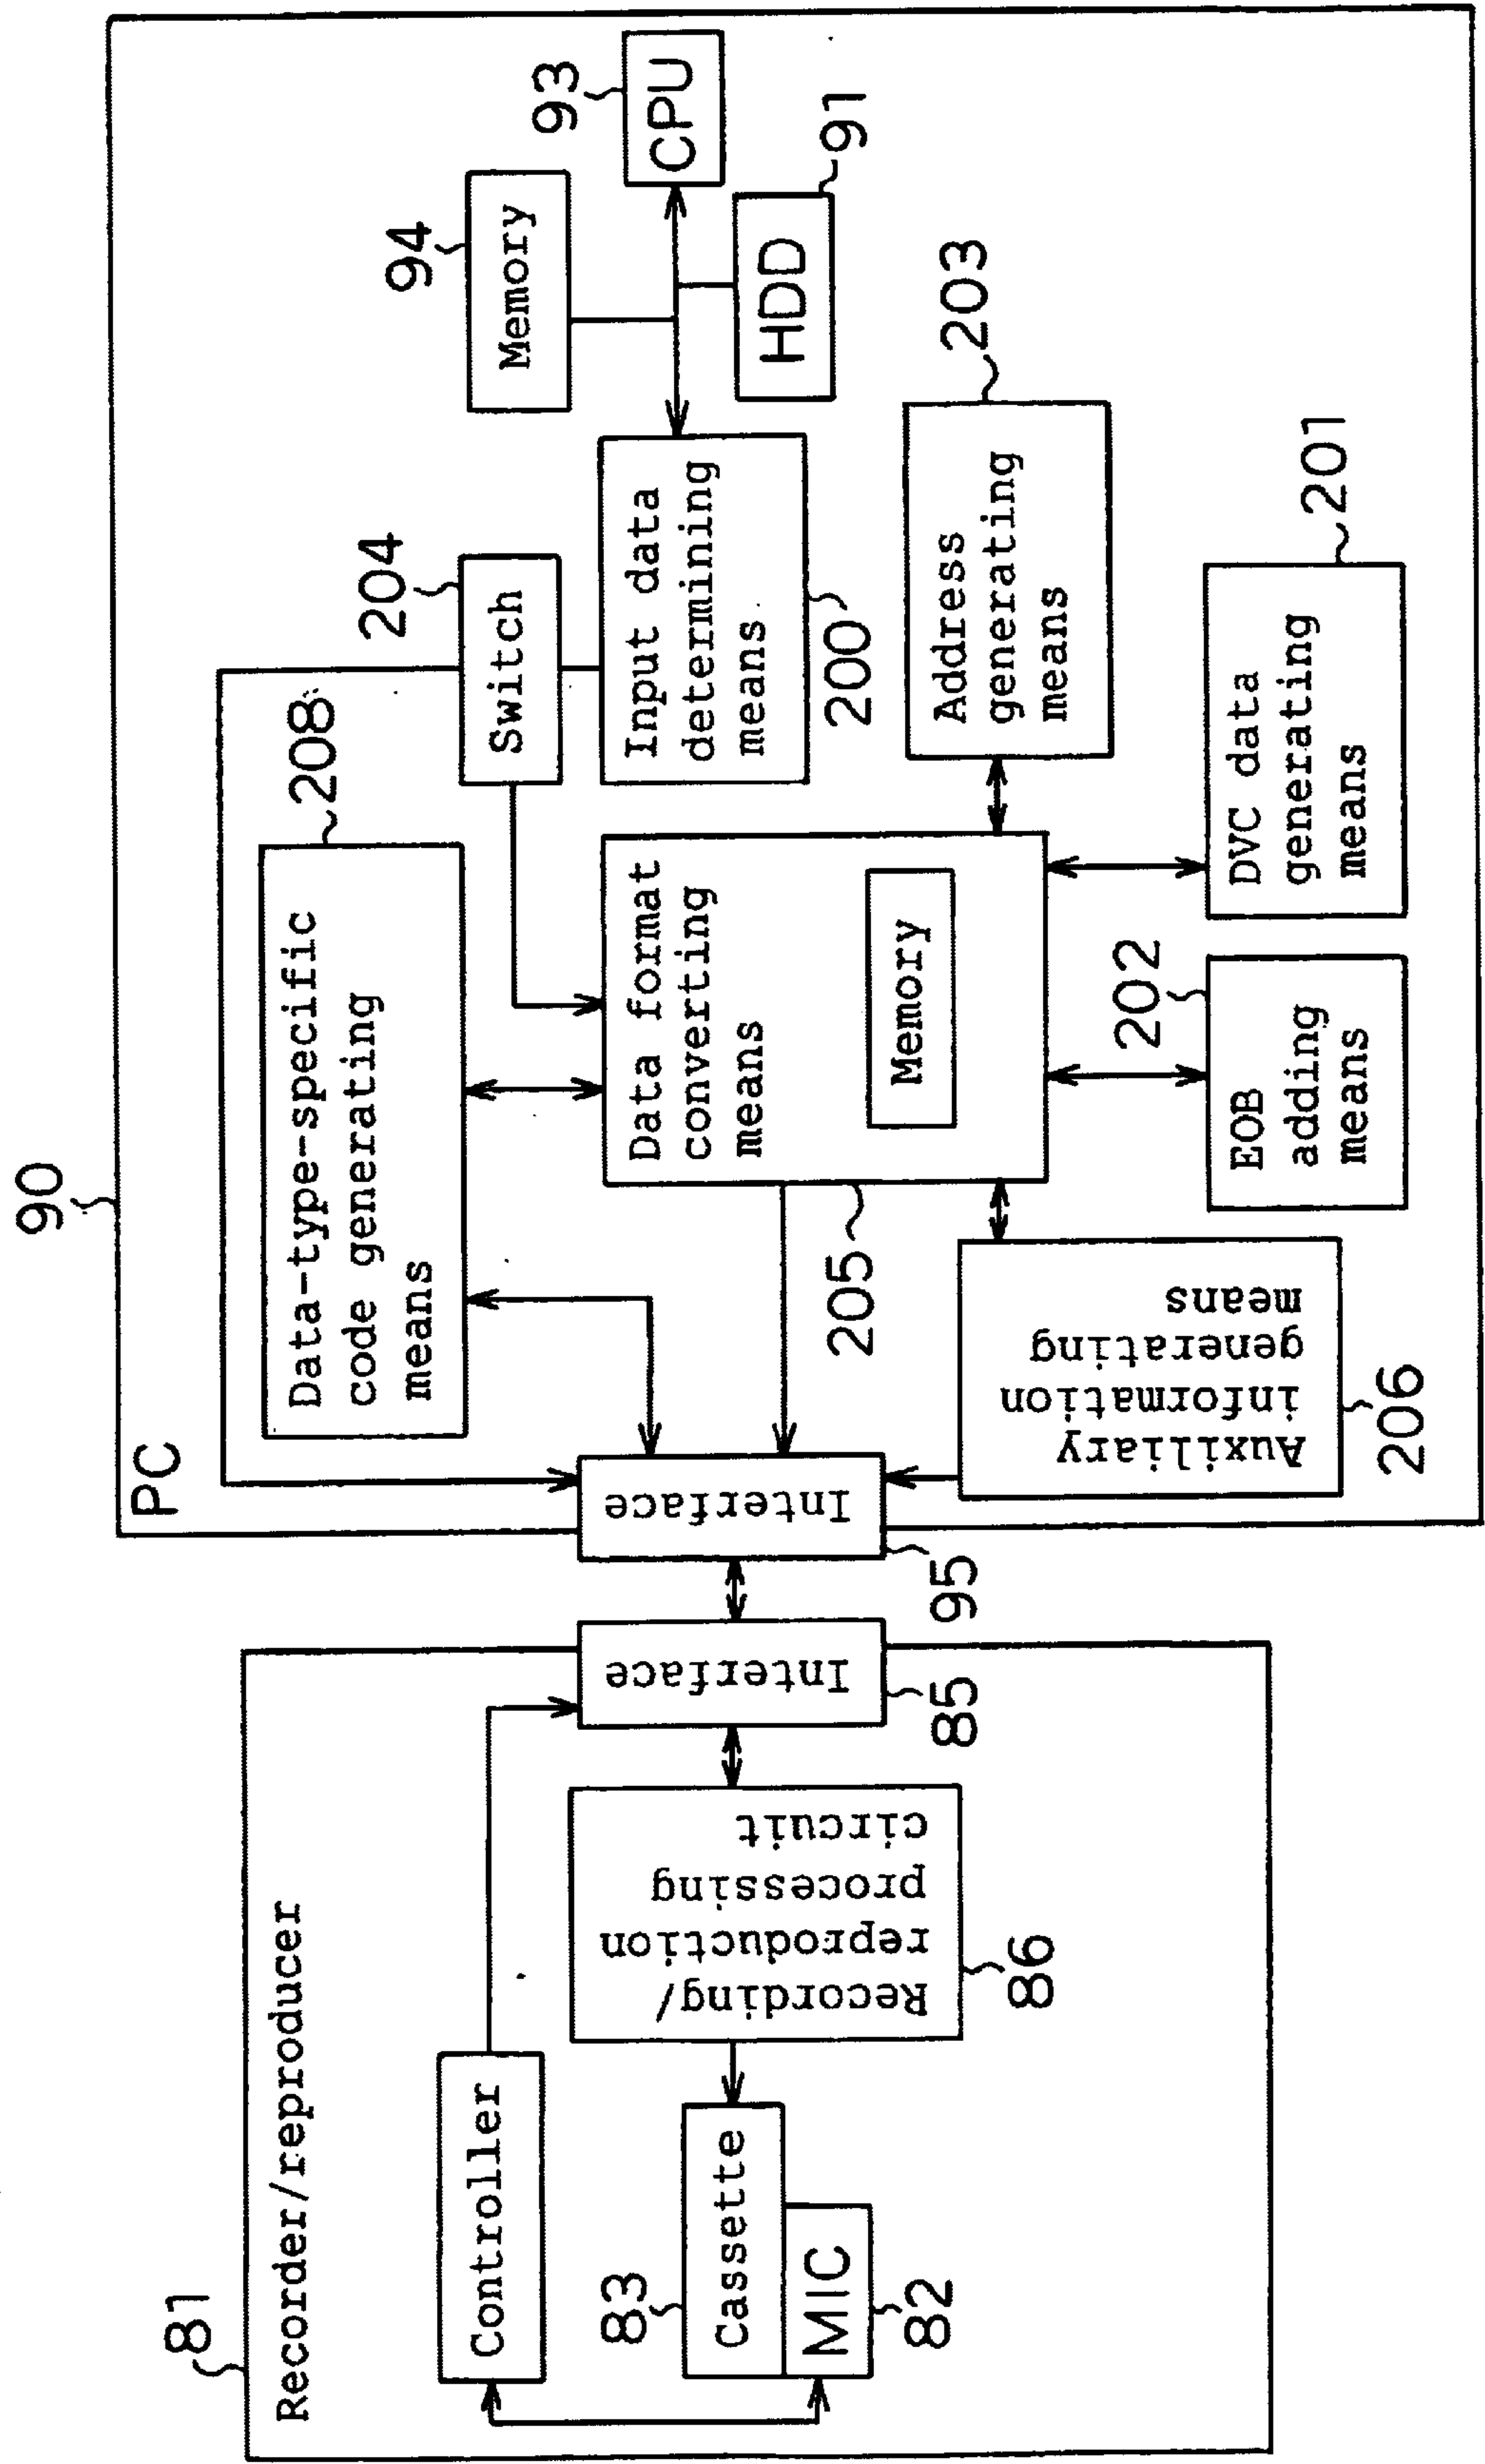 81
Recorder/reproducer
Controller
83
Cassette
MIC
82
Recording/
reproduction
processing
circuit
86
Interface
85
90
PC
Interface
95
208
Data-type-specific
code generating
means
204
Switch
94
Memory
93
CPU
HDD
91
Input data
determining
means
200
Data format
converting
means
Memory
205
Address
generating
means
203
Auxiliary
information
generating
means
206
EOB
adding
means
202
DVC data
generating
means
201